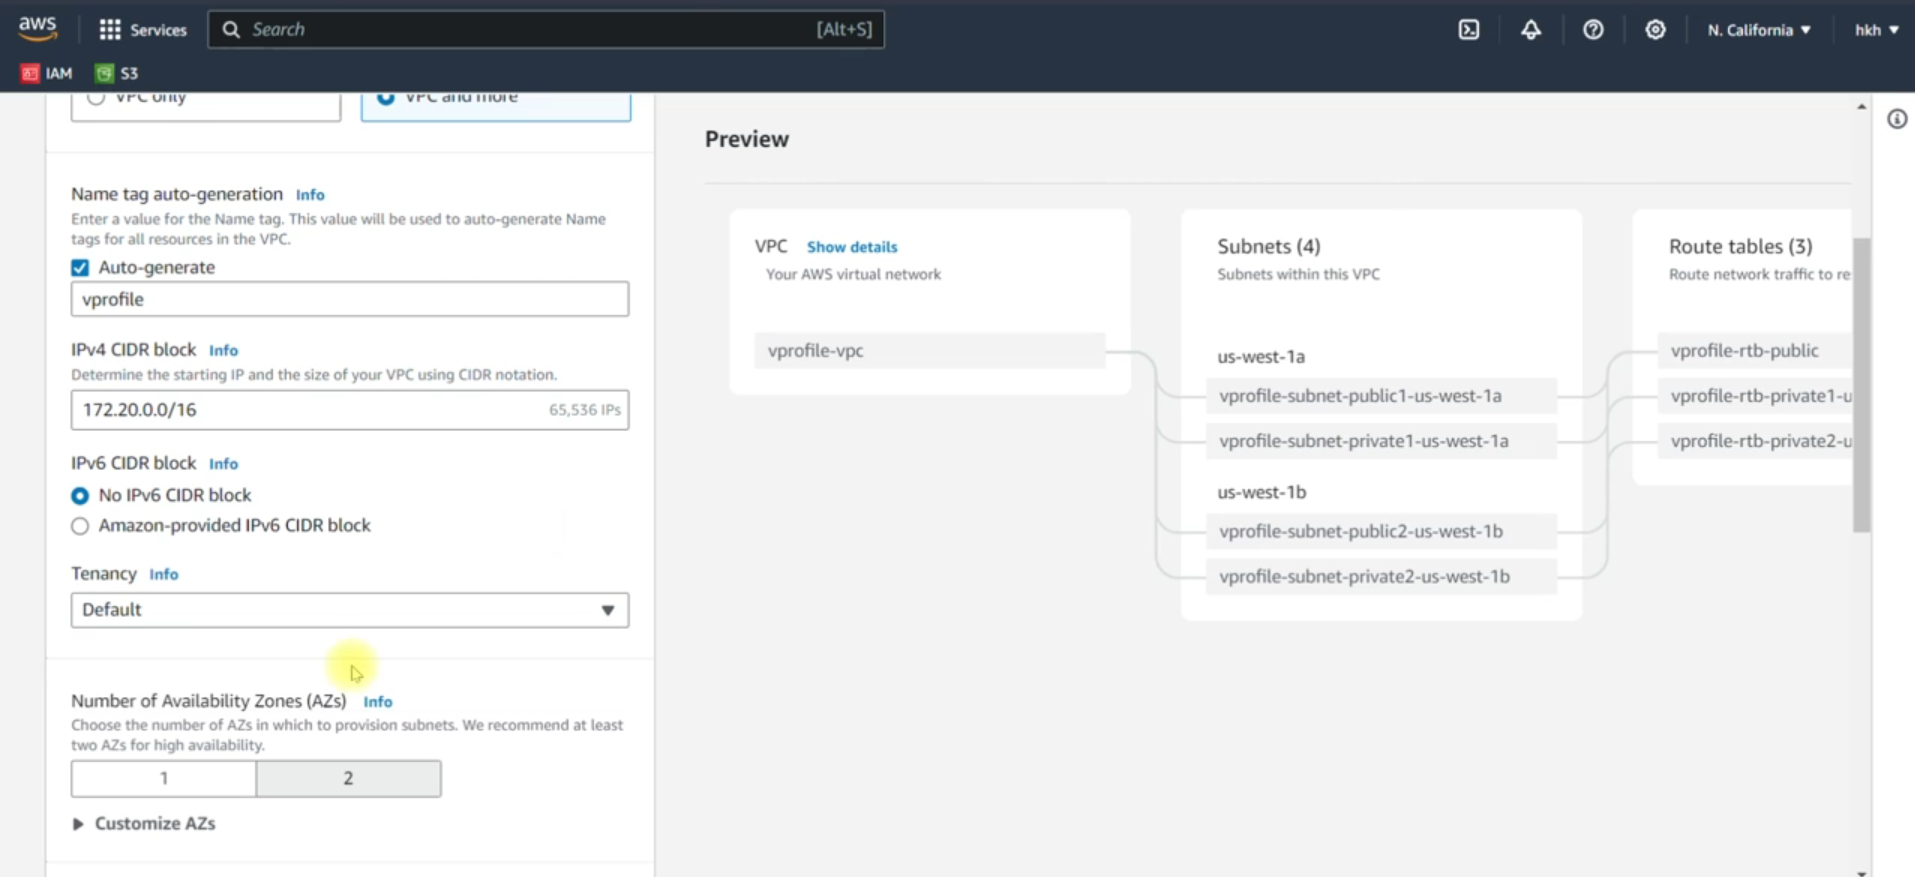 aws
Services
Search
[Alt+S]
N. California
hkh
IAM
S3
VPC only
VPC and more
Name tag auto-generation Info
Enter a value for the Name tag. This value will be used to auto-generate Name
tags for all resources in the VPC.
Auto-generate
vprofile
IPv4 CIDR block Info
Determine the starting IP and the size of your VPC using CIDR notation.
172.20.0.0/16 65,536 IPs
IPv6 CIDR block Info
No IPv6 CIDR block
Amazon-provided IPv6 CIDR block
Tenancy Info
Default
Number of Availability Zones (AZs) Info
Choose the number of AZs in which to provision subnets. We recommend at least
two AZs for high availability.
1 2
Customize AZs
Preview
VPC Show details
Your AWS virtual network
vprofile-vpc
Subnets (4)
Subnets within this VPC
us-west-1a
vprofile-subnet-public1-us-west-1a
vprofile-subnet-private1-us-west-1a
us-west-1b
vprofile-subnet-public2-us-west-1b
vprofile-subnet-private2-us-west-1b
Route tables (3)
Route network traffic to re
vprofile-rtb-public
vprofile-rtb-private1-u
vprofile-rtb-private2-u